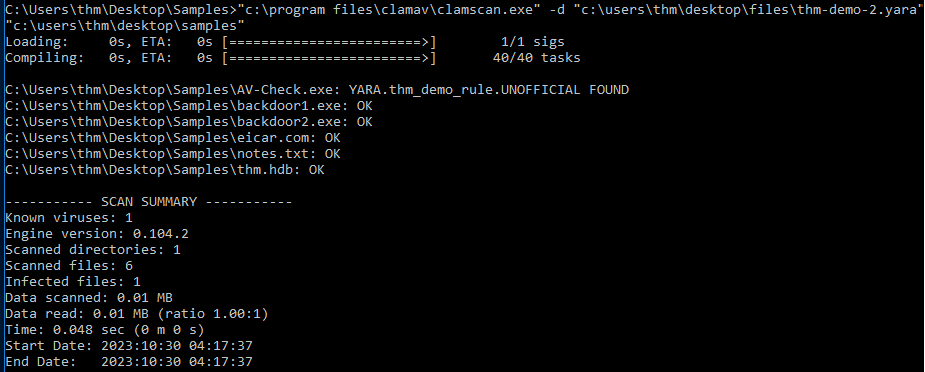 C:\Users\thm\Desktop\Samples>"c:\program files\clamav\clamscan.exe" -d "c:\users\thm\desktop\files\thm-demo-2.yara"
"c:\users\thm\desktop\samples"
Loading:     0s, ETA:   0s [========================>]        1/1 sigs
Compiling:   0s, ETA:   0s [========================>]       40/40 tasks
C:\Users\thm\Desktop\Samples\AV-Check.exe: YARA.thm_demo_rule.UNOFFICIAL FOUND
C:\Users\thm\Desktop\Samples\backdoor1.exe: OK
C:\Users\thm\Desktop\Samples\backdoor2.exe: OK
C:\Users\thm\Desktop\Samples\eicar.com: OK
C:\Users\thm\Desktop\Samples\notes.txt: OK
C:\Users\thm\Desktop\Samples\thm.hdb: OK
----------- SCAN SUMMARY -----------
Known viruses: 1
Engine version: 0.104.2
Scanned directories: 1
Scanned files: 6
Infected files: 1
Data scanned: 0.01 MB
Data read: 0.01 MB (ratio 1.00:1)
Time: 0.048 sec (0 m 0 s)
Start Date: 2023:10:30 04:17:37
End Date:   2023:10:30 04:17:37